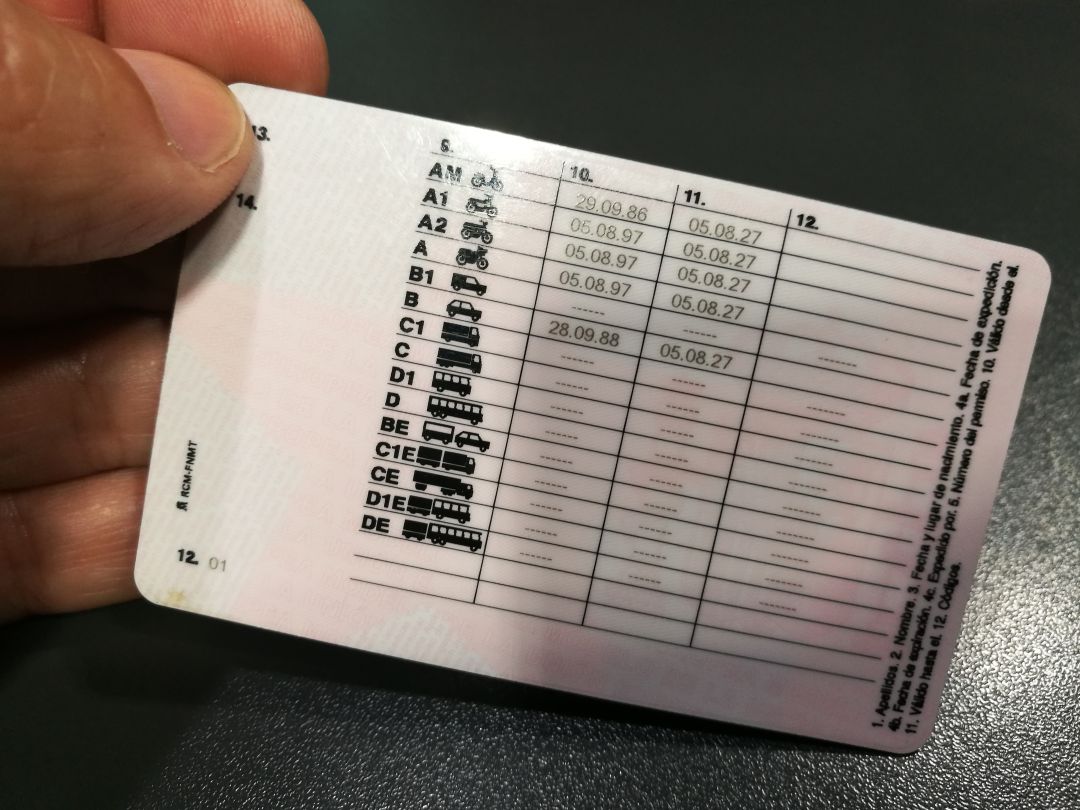 13.
14.
9. 10. 11. 12.
AM 29.09.86 05.08.27
A1 05.08.97 05.08.27
A2 05.08.97 05.08.27
A 05.08.97 05.08.27
B1 ------ ------ ------
B 28.09.88 05.08.27
C1 ------ ------ ------
C ------ ------ ------
D1 ------ ------ ------
D ------ ------ ------
BE ------ ------ ------
C1E ------ ------ ------
CE ------ ------ ------
D1E ------ ------ ------
DE ------ ------ ------
RCM-FNMT
12. 01
1. Apellidos. 2. Nombre. 3. Fecha y lugar de nacimiento. 4a. Fecha de expedición.
4b. Fecha de expiración. 4c. Expedido por. 5. Número del permiso. 10. Válido desde el.
11. Válido hasta el. 12. Códigos.